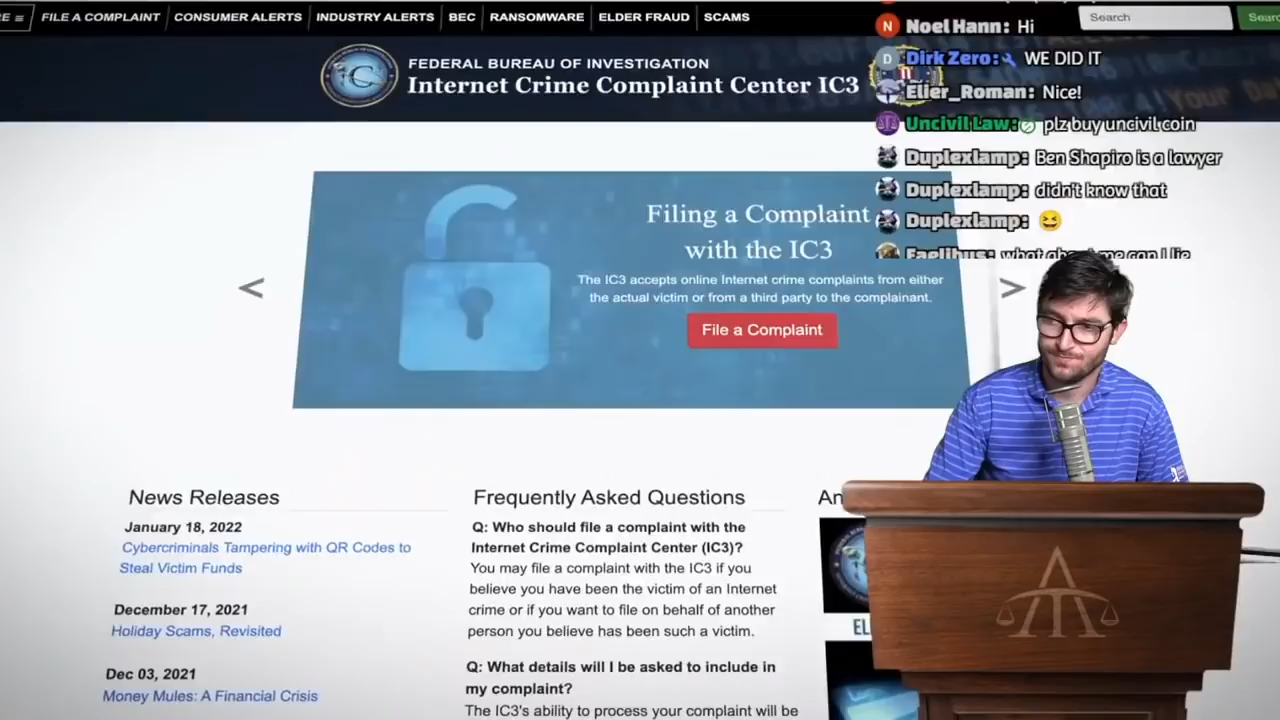 RE ≡ FILE A COMPLAINT CONSUMER ALERTS INDUSTRY ALERTS BEC RANSOMWARE ELDER FRAUD SCAMS
Search
FEDERAL BUREAU OF INVESTIGATION
Internet Crime Complaint Center IC3
N Noel Hann: Hi
D Dirk Zero: WE DID IT
Elier_Roman: Nice!
Uncivil Law: plz buy uncivil coin
Duplexlamp: Ben Shapiro is a lawyer
Duplexlamp: didn't know that
Duplexlamp: 😆
Filing a Complaint
with the IC3
The IC3 accepts online Internet crime complaints from either
the actual victim or from a third party to the complainant.
File a Complaint
<
>
News Releases
January 18, 2022
Cybercriminals Tampering with QR Codes to
Steal Victim Funds
December 17, 2021
Holiday Scams, Revisited
Dec 03, 2021
Money Mules: A Financial Crisis
Frequently Asked Questions
Q: Who should file a complaint with the
Internet Crime Complaint Center (IC3)?
You may file a complaint with the IC3 if you
believe you have been the victim of an Internet
crime or if you want to file on behalf of another
person you believe has been such a victim.
Q: What details will I be asked to include in
my complaint?
The IC3's ability to process your complaint will be
An
EL